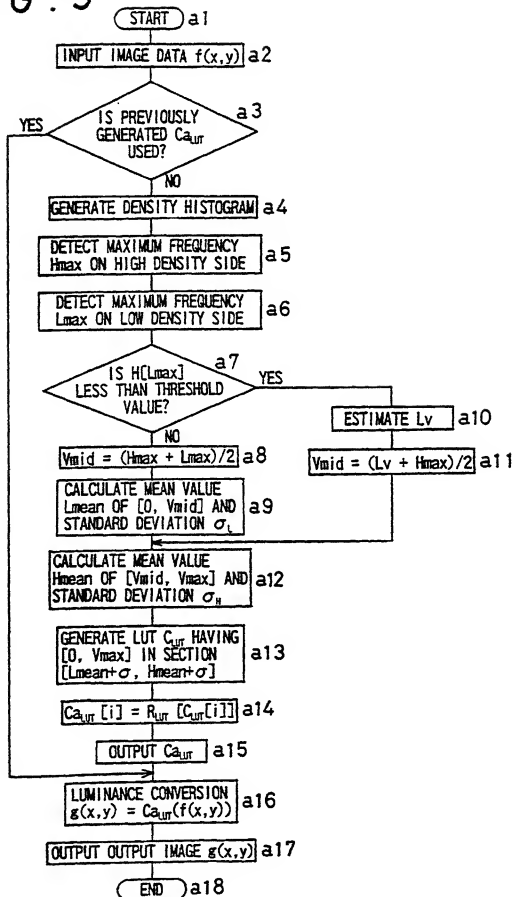 G. 5
START a1
INPUT IMAGE DATA f(x,y) a2
a3
YES
IS PREVIOUSLY
GENERATED Ca_LUT
USED?
NO
GENERATE DENSITY HISTOGRAM a4
DETECT MAXIMUM FREQUENCY
Hmax ON HIGH DENSITY SIDE a5
DETECT MAXIMUM FREQUENCY
Lmax ON LOW DENSITY SIDE a6
a7
IS H[Lmax]
LESS THAN THRESHOLD
VALUE?
YES
NO
ESTIMATE Lv a10
Vmid = (Lv + Hmax)/2 a11
Vmid = (Hmax + Lmax)/2 a8
CALCULATE MEAN VALUE
Lmean OF [0, Vmid] AND
STANDARD DEVIATION σ_L a9
CALCULATE MEAN VALUE
Hmean OF [Vmid, Vmax] AND
STANDARD DEVIATION σ_H a12
GENERATE LUT C_LUT HAVING
[0, Vmax] IN SECTION
[Lmean+σ, Hmean+σ] a13
Ca_LUT [i] = R_LUT [C_LUT[i]] a14
OUTPUT Ca_LUT a15
LUMINANCE CONVERSION
g(x,y) = Ca_LUT(f(x,y)) a16
OUTPUT OUTPUT IMAGE g(x,y) a17
END a18